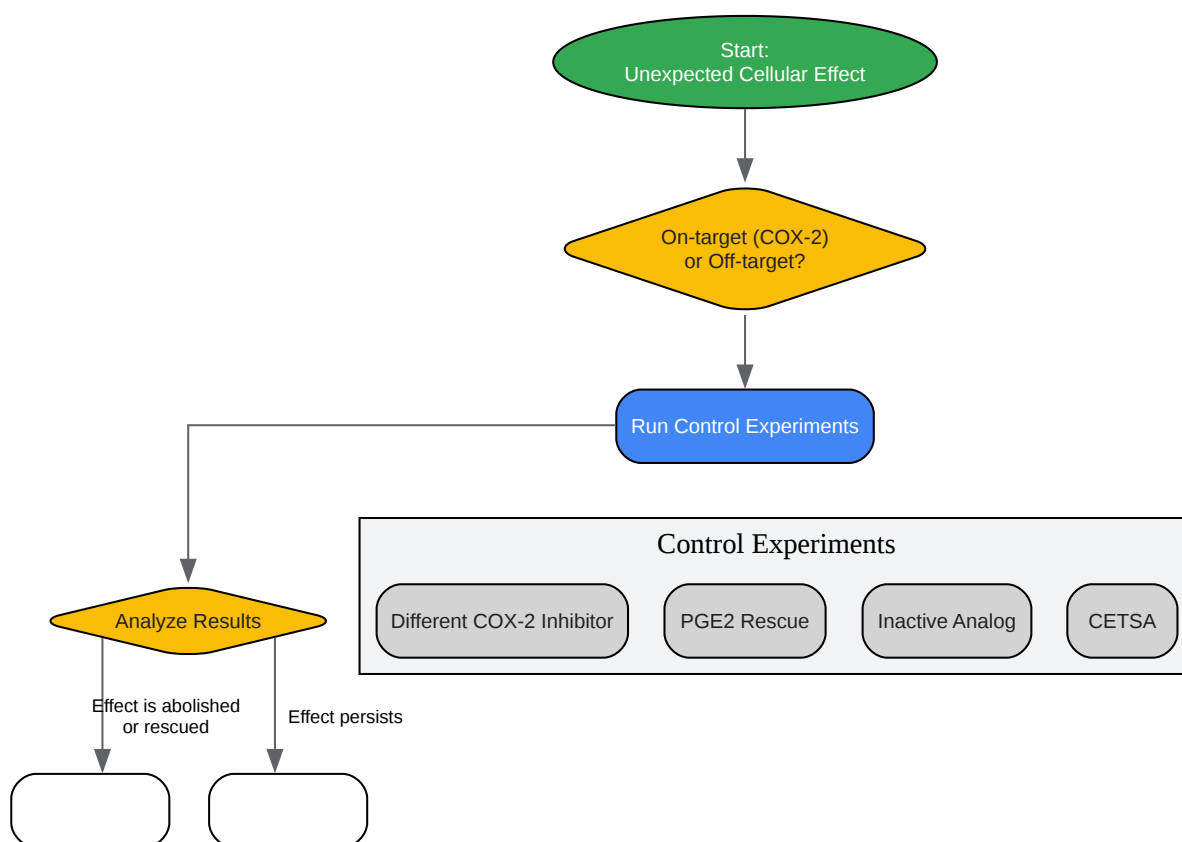 Start:
Unexpected Cellular Effect
On-target (COX-2)
or Off-target?
Run Control Experiments
Control Experiments
Different COX-2 Inhibitor
PGE2 Rescue
Inactive Analog
CETSA
Analyze Results
Effect is abolished
or rescued
Effect persists